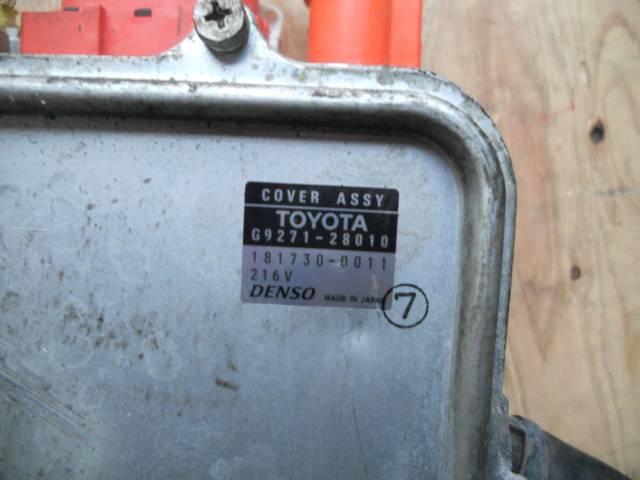 COVER ASSY
TOYOTA
G9271-28010
181730-0011
216V
DENSO MADE IN JAPAN
7